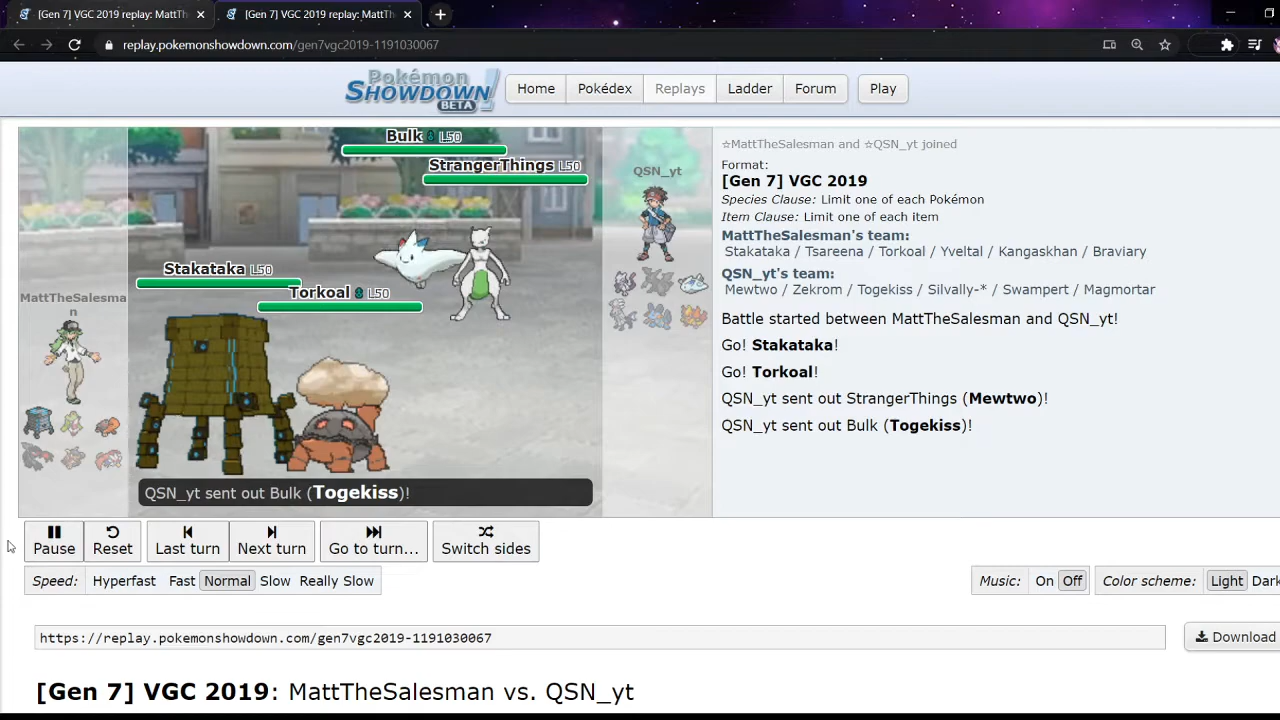 [Gen 7] VGC 2019 replay: MattTh
[Gen 7] VGC 2019 replay: MattTh
replay.pokemonshowdown.com/gen7vgc2019-1191030067
Pokémon
SHOWDOWN!
BETA
Home
Pokédex
Replays
Ladder
Forum
Play
Bulk L50
StrangerThings L50
Stakataka L50
Torkoal L50
MattTheSalesma
n
QSN_yt
QSN_yt sent out Bulk (Togekiss)!
☆MattTheSalesman and ☆QSN_yt joined
Format:
[Gen 7] VGC 2019
Species Clause: Limit one of each Pokémon
Item Clause: Limit one of each item
MattTheSalesman's team:
Stakataka / Tsareena / Torkoal / Yveltal / Kangaskhan / Braviary
QSN_yt's team:
Mewtwo / Zekrom / Togekiss / Silvally-* / Swampert / Magmortar
Battle started between MattTheSalesman and QSN_yt!
Go! Stakataka!
Go! Torkoal!
QSN_yt sent out StrangerThings (Mewtwo)!
QSN_yt sent out Bulk (Togekiss)!
Pause
Reset
Last turn
Next turn
Go to turn...
Switch sides
Speed: Hyperfast Fast Normal Slow Really Slow
Music: On Off
Color scheme: Light Dark
https://replay.pokemonshowdown.com/gen7vgc2019-1191030067
Download
[Gen 7] VGC 2019: MattTheSalesman vs. QSN_yt